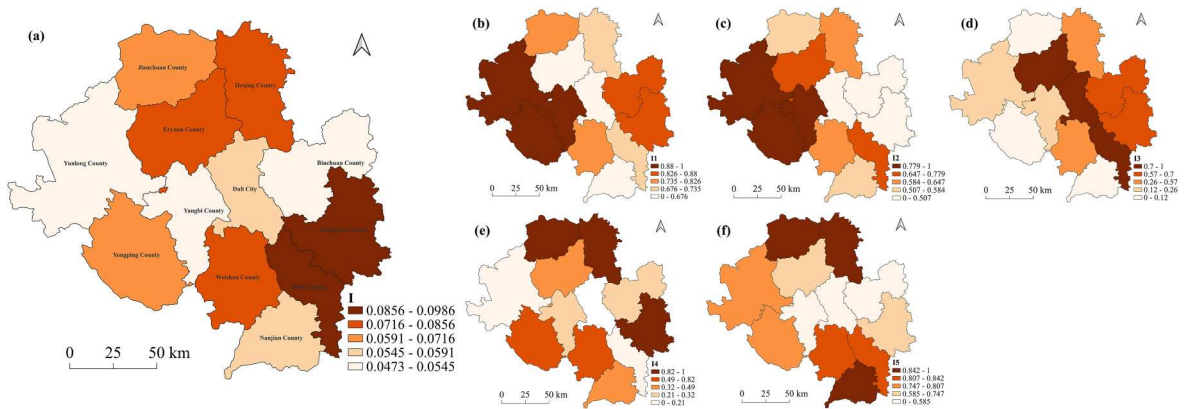 (a)
Jianchuan County
Heqing County
Eryuan County
Yunlong County
Binchuan County
Dali City
Yangbi County
Yongping County
Weishan County
Nanjian County
0 25 50 km
I
0.0856 - 0.0986
0.0716 - 0.0856
0.0591 - 0.0716
0.0545 - 0.0591
0.0473 - 0.0545
(b)
0 25 50 km
I1
0.88 - 1
0.826 - 0.88
0.735 - 0.826
0.676 - 0.735
0 - 0.676
(c)
0 25 50 km
I2
0.779 - 1
0.647 - 0.779
0.584 - 0.647
0.507 - 0.584
0 - 0.507
(d)
0 25 50 km
I3
0.7 - 1
0.57 - 0.7
0.26 - 0.57
0.12 - 0.26
0 - 0.12
(e)
0 25 50 km
I4
0.82 - 1
0.49 - 0.82
0.32 - 0.49
0.21 - 0.32
0 - 0.21
(f)
0 25 50 km
I5
0.842 - 1
0.807 - 0.842
0.747 - 0.807
0.585 - 0.747
0 - 0.585